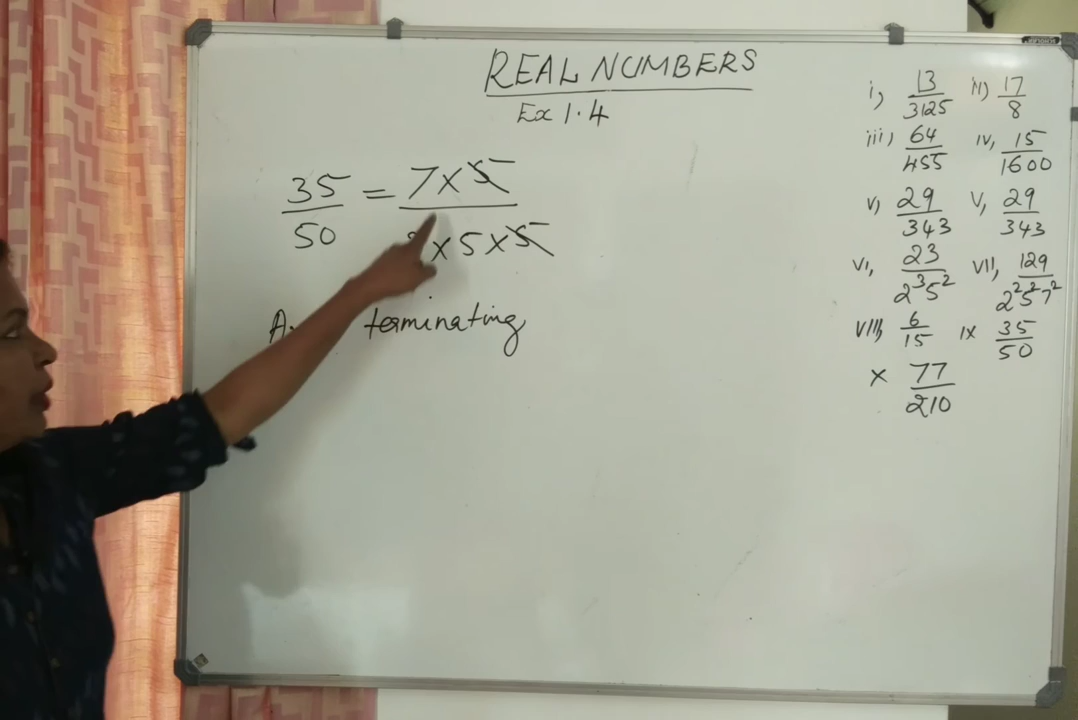 REAL NUMBERS
Ex 1.4
35/50 = 7×5/ ×5×5
terminating
i) 13/3125 ii) 17/8
iii) 64/455 iv, 15/1600
v) 29/343 V, 29/343
VI, 23/2³5² VII, 129/2²5²7²
VIII) 6/15 IX 35/50
X 77/210